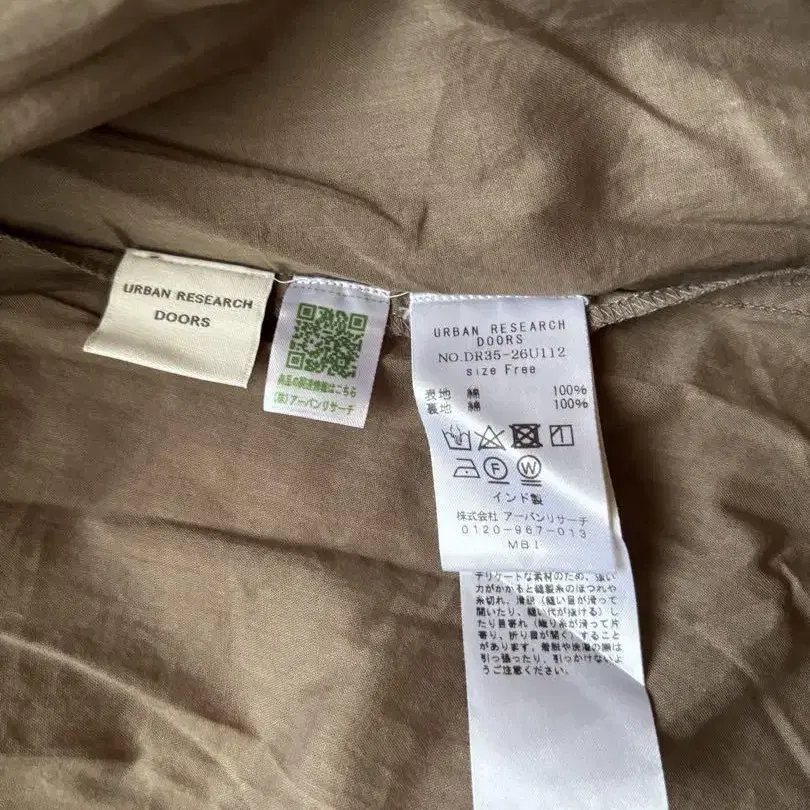 URBAN RESEARCH
DOORS
商品の関連情報はこちら
(株)アーバンリサーチ
URBAN RESEARCH
DOORS
NO.DR35-26U112
size Free
表地 綿 100%
裏地 綿 100%
F W
インド製
株式会社 アーバンリサーチ
0120-967-013
MBI
デリケートな素材のため、強い
力がかかると縫製糸のほつれや
糸切れ、滑脱(縫い目が滑って
開いたり、縫い代が抜ける)し
たり目寄れ(織り糸が滑って片
寄り、折り目が開く)すること
があります。着脱や洗濯の際は
引っ張ったり、引っかけないよ
うご注意ください。